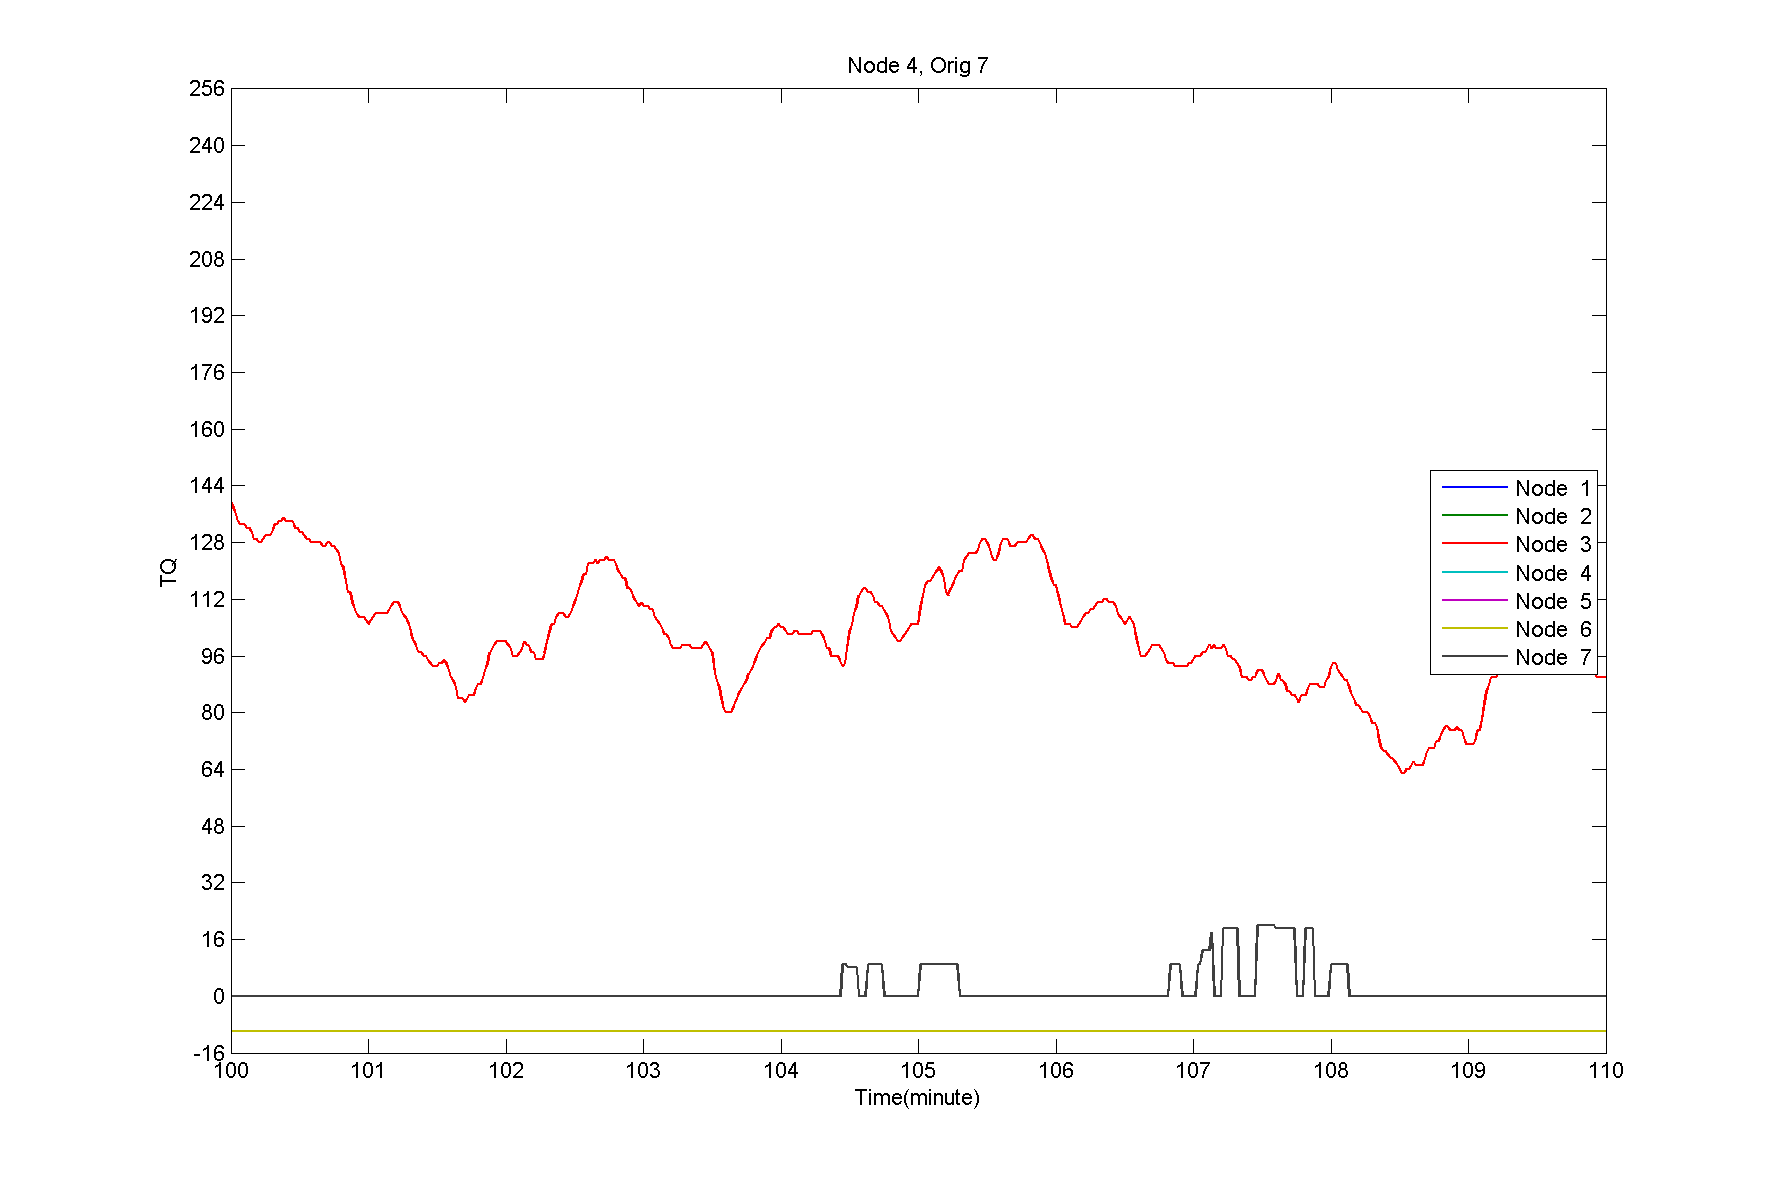 Node 4, Orig 7
256
240
224
208
192
176
160
144
128
112
96
80
64
48
32
16
0
-16
TQ
Node 1
Node 2
Node 3
Node 4
Node 5
Node 6
Node 7
100 101 102 103 104 105 106 107 108 109 110
Time(minute)